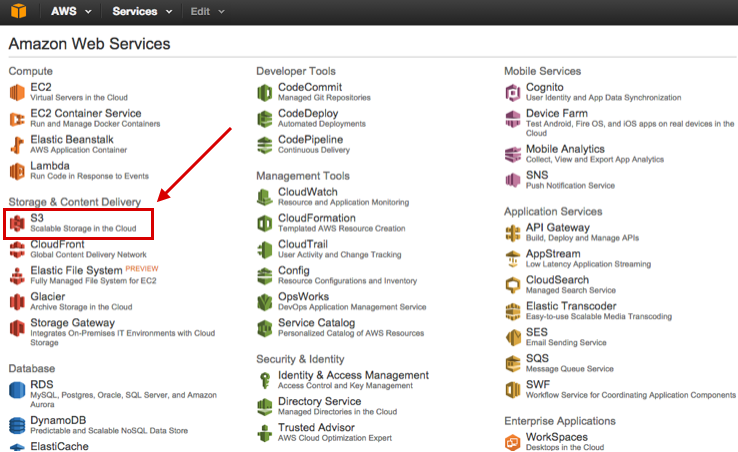 AWS
Services
Edit
Amazon Web Services
Compute
EC2
Virtual Servers in the Cloud
EC2 Container Service
Run and Manage Docker Containers
Elastic Beanstalk
AWS Application Container
Lambda
Run Code in Response to Events
Storage & Content Delivery
S3
Scalable Storage in the Cloud
CloudFront
Global Content Delivery Network
Elastic File System PREVIEW
Fully Managed File System for EC2
Glacier
Archive Storage in the Cloud
Storage Gateway
Integrates On-Premises IT Environments with Cloud
Storage
Database
RDS
MySQL, Postgres, Oracle, SQL Server, and Amazon
Aurora
DynamoDB
Predictable and Scalable NoSQL Data Store
ElastiCache
Developer Tools
CodeCommit
Managed Git Repositories
CodeDeploy
Automated Deployments
CodePipeline
Continuous Delivery
Management Tools
CloudWatch
Resource and Application Monitoring
CloudFormation
Templated AWS Resource Creation
CloudTrail
User Activity and Change Tracking
Config
Resource Configurations and Inventory
OpsWorks
DevOps Application Management Service
Service Catalog
Personalized Catalog of AWS Resources
Security & Identity
Identity & Access Management
Access Control and Key Management
Directory Service
Managed Directories in the Cloud
Trusted Advisor
AWS Cloud Optimization Expert
Mobile Services
Cognito
User Identity and App Data Synchronization
Device Farm
Test Android, Fire OS, and iOS apps on real devices in the
Cloud
Mobile Analytics
Collect, View and Export App Analytics
SNS
Push Notification Service
Application Services
API Gateway
Build, Deploy and Manage APIs
AppStream
Low Latency Application Streaming
CloudSearch
Managed Search Service
Elastic Transcoder
Easy-to-use Scalable Media Transcoding
SES
Email Sending Service
SQS
Message Queue Service
SWF
Workflow Service for Coordinating Application Components
Enterprise Applications
WorkSpaces
Desktops in the Cloud